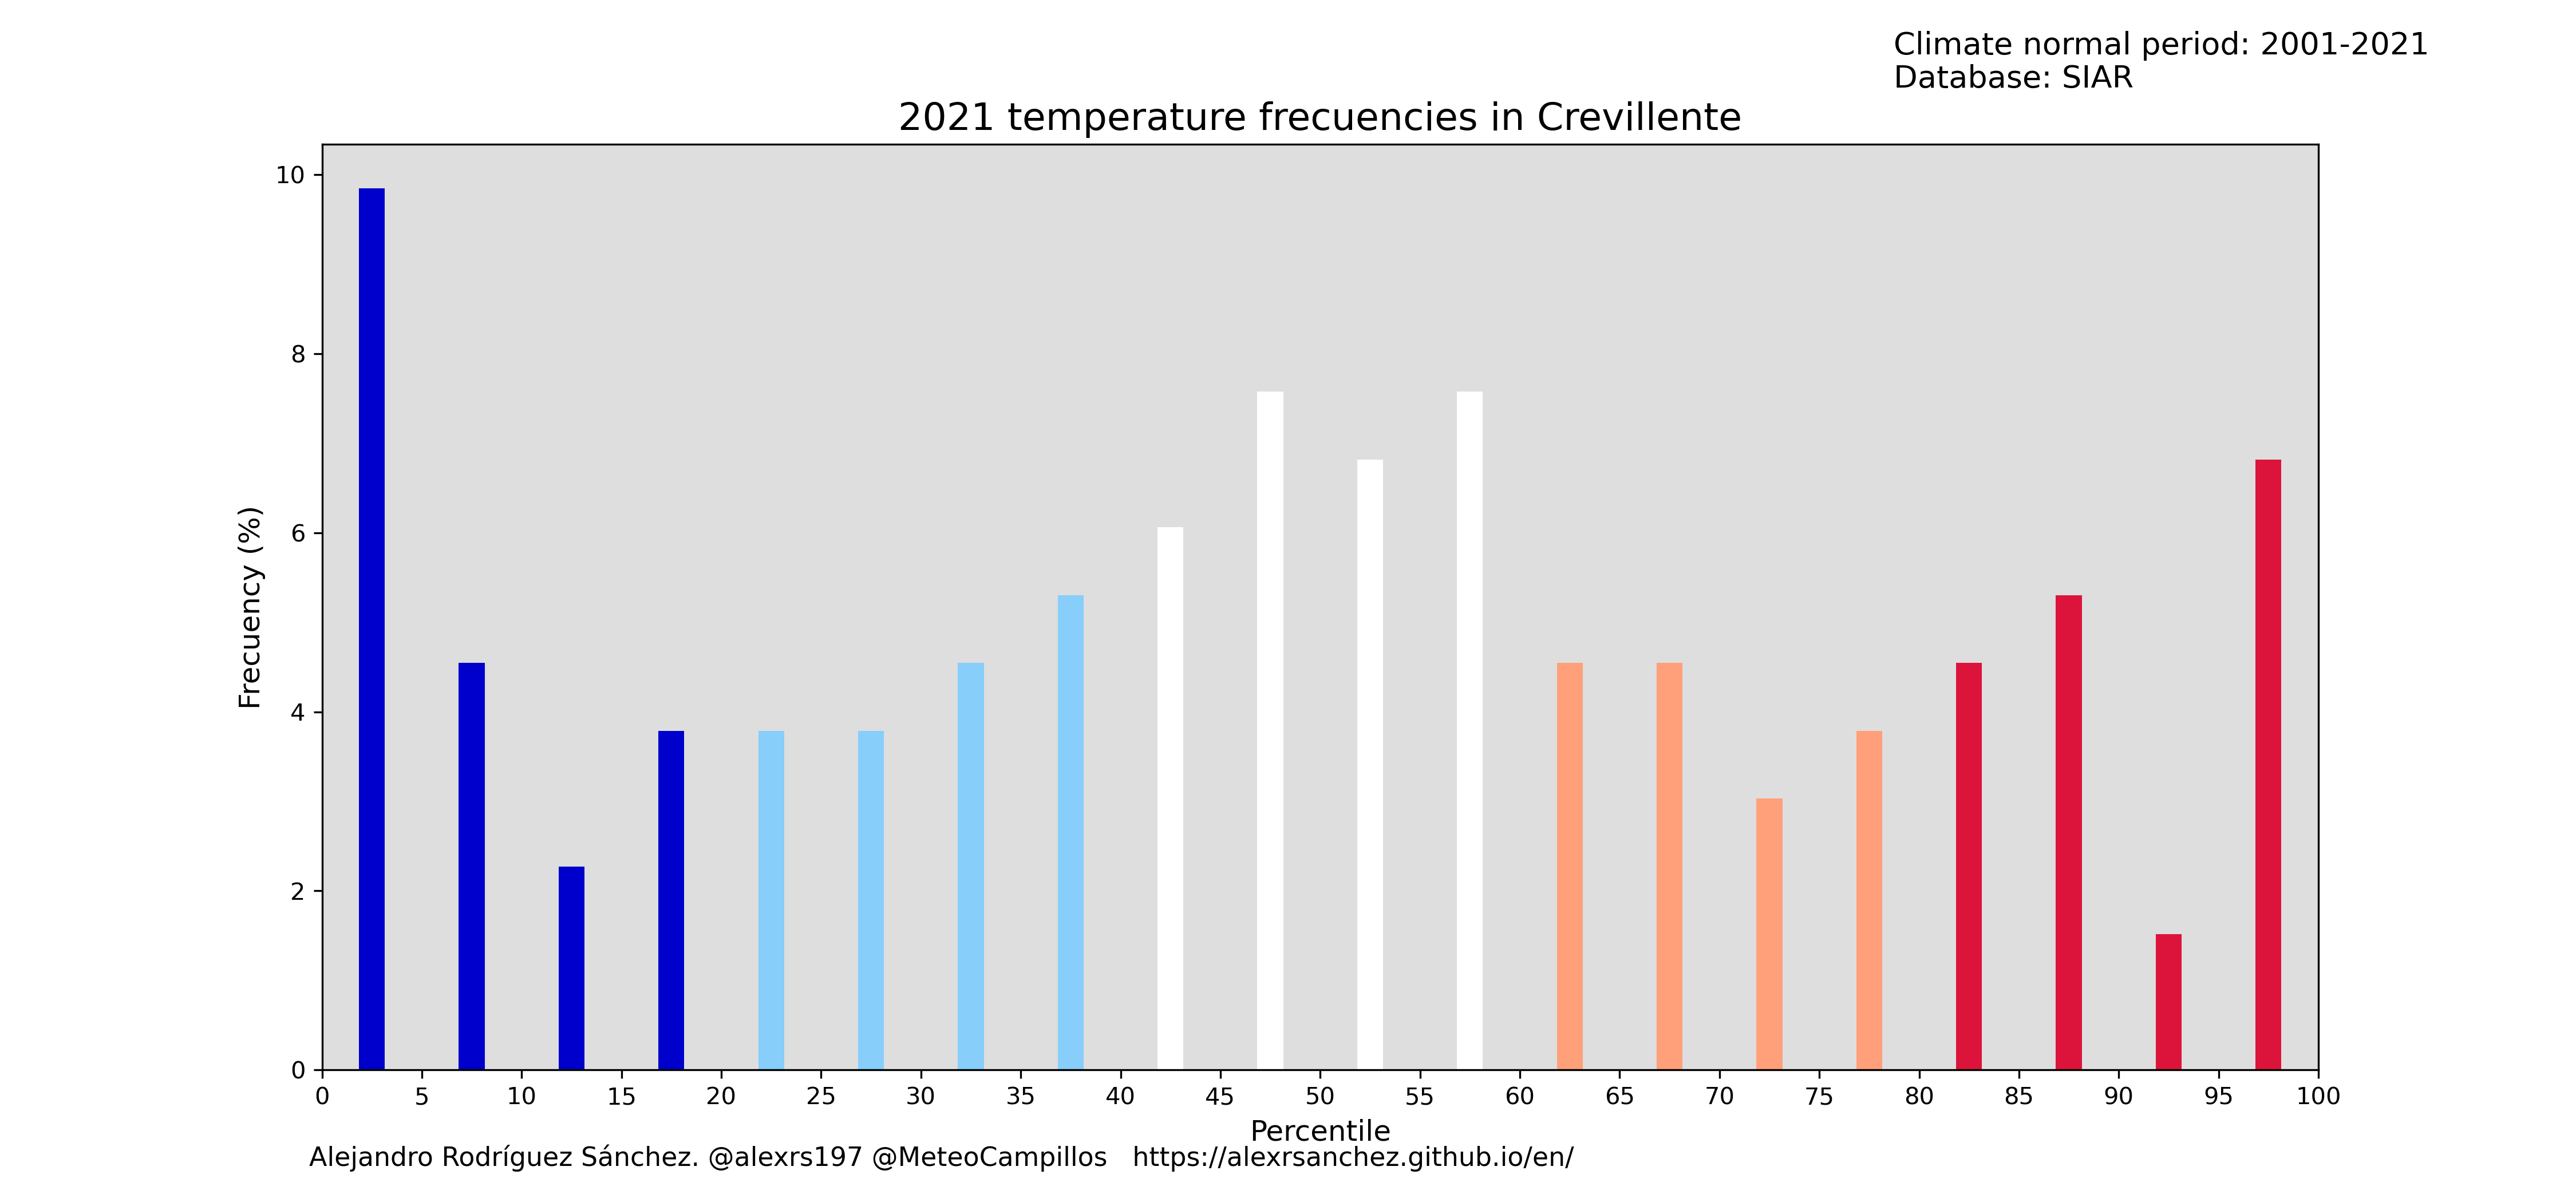 Climate normal period: 2001-2021
Database: SIAR
2021 temperature frecuencies in Crevillente
Frecuency (%)
10
8
6
4
2
0
0 5 10 15 20 25 30 35 40 45 50 55 60 65 70 75 80 85 90 95 100
Percentile
Alejandro Rodríguez Sánchez. @alexrs197 @MeteoCampillos https://alexrsanchez.github.io/en/